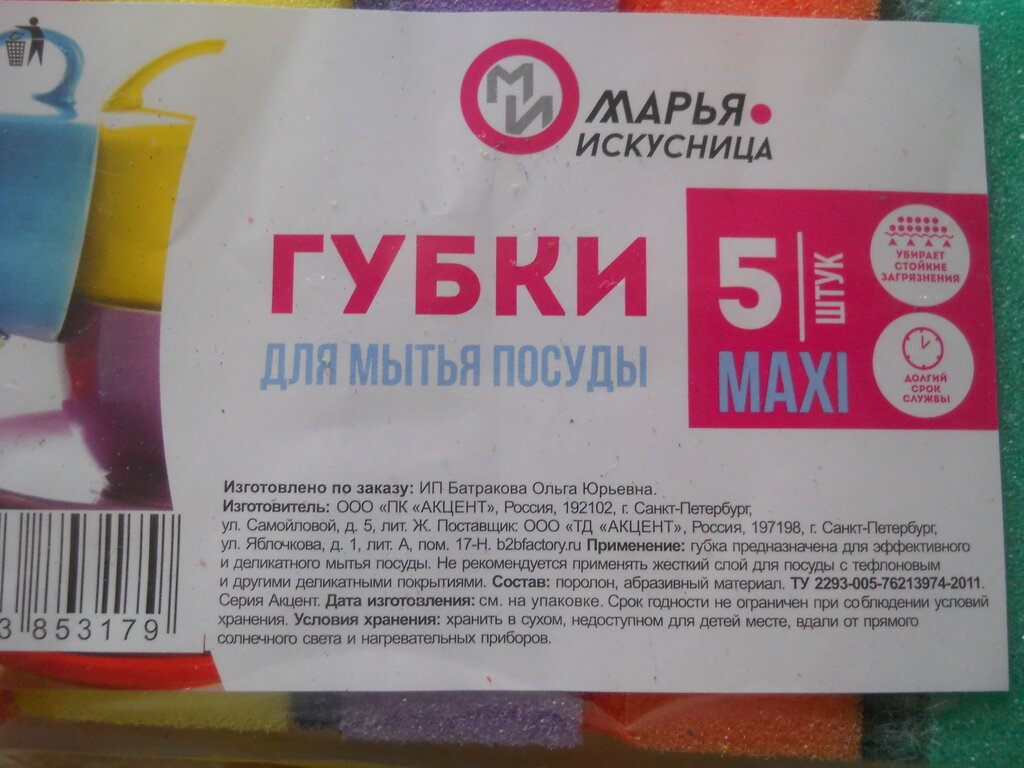 МИ
МАРЬЯ
ИСКУСНИЦА
ГУБКИ
ДЛЯ МЫТЬЯ ПОСУДЫ
5 ШТУК
MAXI
УБИРАЕТ
СТОЙКИЕ
ЗАГРЯЗНЕНИЯ
ДОЛГИЙ
СРОК
СЛУЖБЫ
Изготовлено по заказу: ИП Батракова Ольга Юрьевна.
Изготовитель: ООО «ПК «АКЦЕНТ», Россия, 192102, г. Санкт-Петербург,
ул. Самойловой, д. 5, лит. Ж. Поставщик: ООО «ТД «АКЦЕНТ», Россия, 197198, г. Санкт-Петербург,
ул. Яблочкова, д. 1, лит. А, пом. 17-Н. b2bfactory.ru Применение: губка предназначена для эффективного
и деликатного мытья посуды. Не рекомендуется применять жесткий слой для посуды с тефлоновым
и другими деликатными покрытиями. Состав: поролон, абразивный материал. ТУ 2293-005-76213974-2011.
Серия Акцент. Дата изготовления: см. на упаковке. Срок годности не ограничен при соблюдении условий
хранения. Условия хранения: хранить в сухом, недоступном для детей месте, вдали от прямого
солнечного света и нагревательных приборов.
3 853179